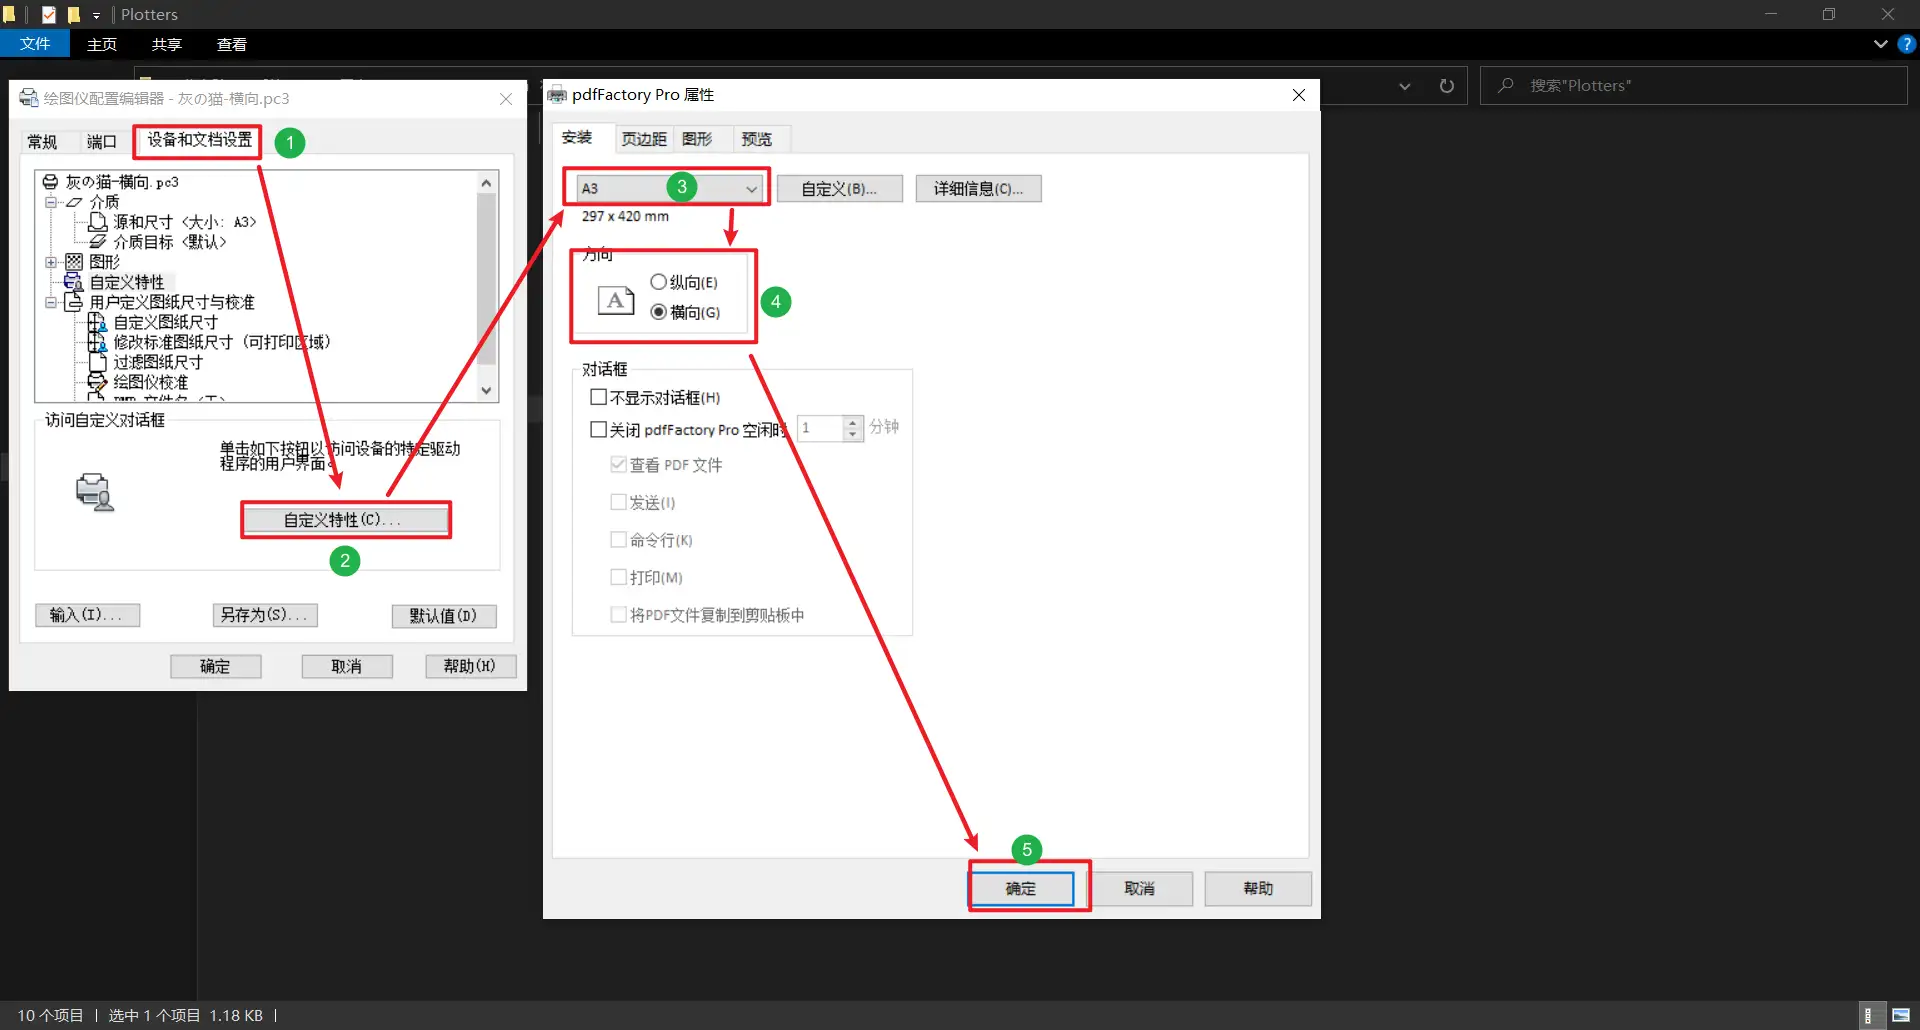 Plotters
文件 主页 共享 查看
搜索"Plotters"
绘图仪配置编辑器 - 灰の猫-横向.pc3
常规 端口 设备和文档设置 1
灰の猫-横向.pc3
介质
源和尺寸 <大小: A3>
介质目标 <默认>
图形
自定义特性
用户定义图纸尺寸与校准
自定义图纸尺寸
修改标准图纸尺寸 (可打印区域)
过滤图纸尺寸
绘图仪校准
访问自定义对话框
单击如下按钮以访问设备的特定驱动
程序的用户界面。
自定义特性(C)...
2
输入(I)... 另存为(S)... 默认值(D)
确定 取消 帮助(H)
pdfFactory Pro 属性
安装 页边距 图形 预览
A3 3 自定义(B)... 详细信息(C)...
297 x 420 mm
方向
A
纵向(E)
横向(G)
4
对话框
不显示对话框(H)
关闭 pdfFactory Pro 空闲时 1 分钟
查看 PDF 文件
发送(I)
命令行(K)
打印(M)
将PDF文件复制到剪贴板中
5
确定 取消 帮助
10 个项目 选中 1 个项目 1.18 KB